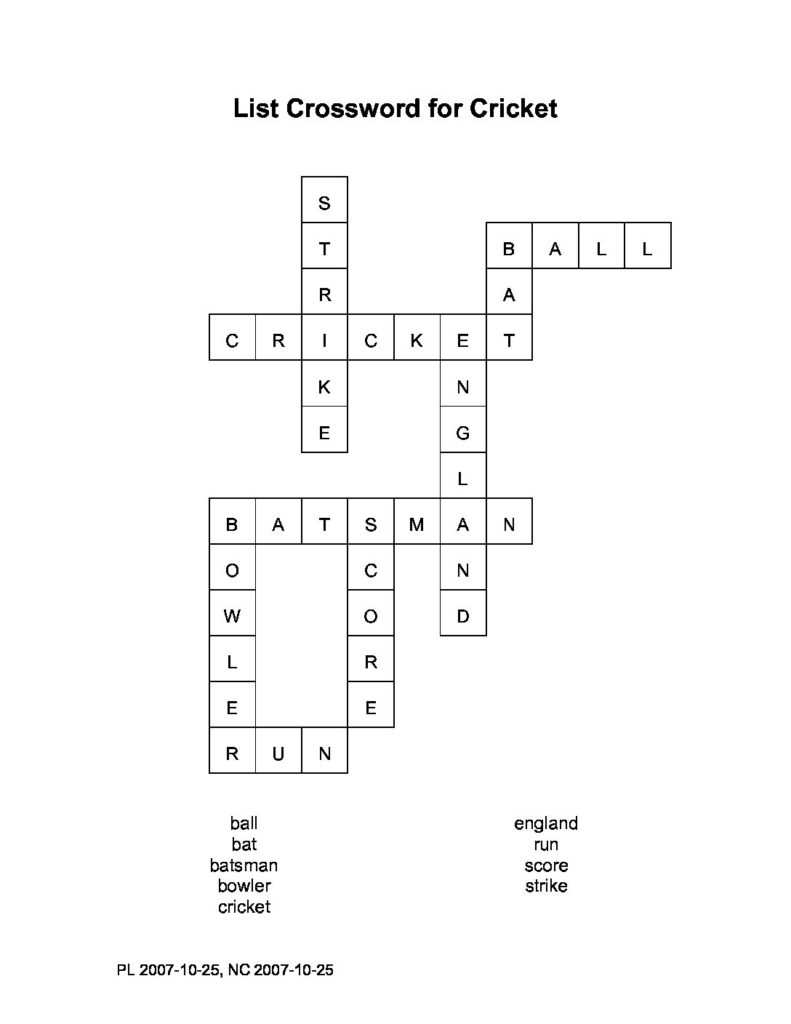 List Crossword for Cricket
S
T B A L L
R A
C R I C K E T
K N
E G
L
B A T S M A N
O C N
W O D
L R
E E
R U N
ball
bat
batsman
bowler
cricket
england
run
score
strike
PL 2007-10-25, NC 2007-10-25